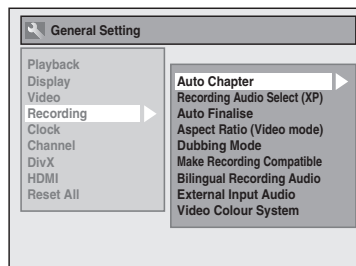 General Setting
Playback
Display
Video
Recording
Clock
Channel
DivX
HDMI
Reset All
Auto Chapter
Recording Audio Select (XP)
Auto Finalise
Aspect Ratio (Video mode)
Dubbing Mode
Make Recording Compatible
Bilingual Recording Audio
External Input Audio
Video Colour System